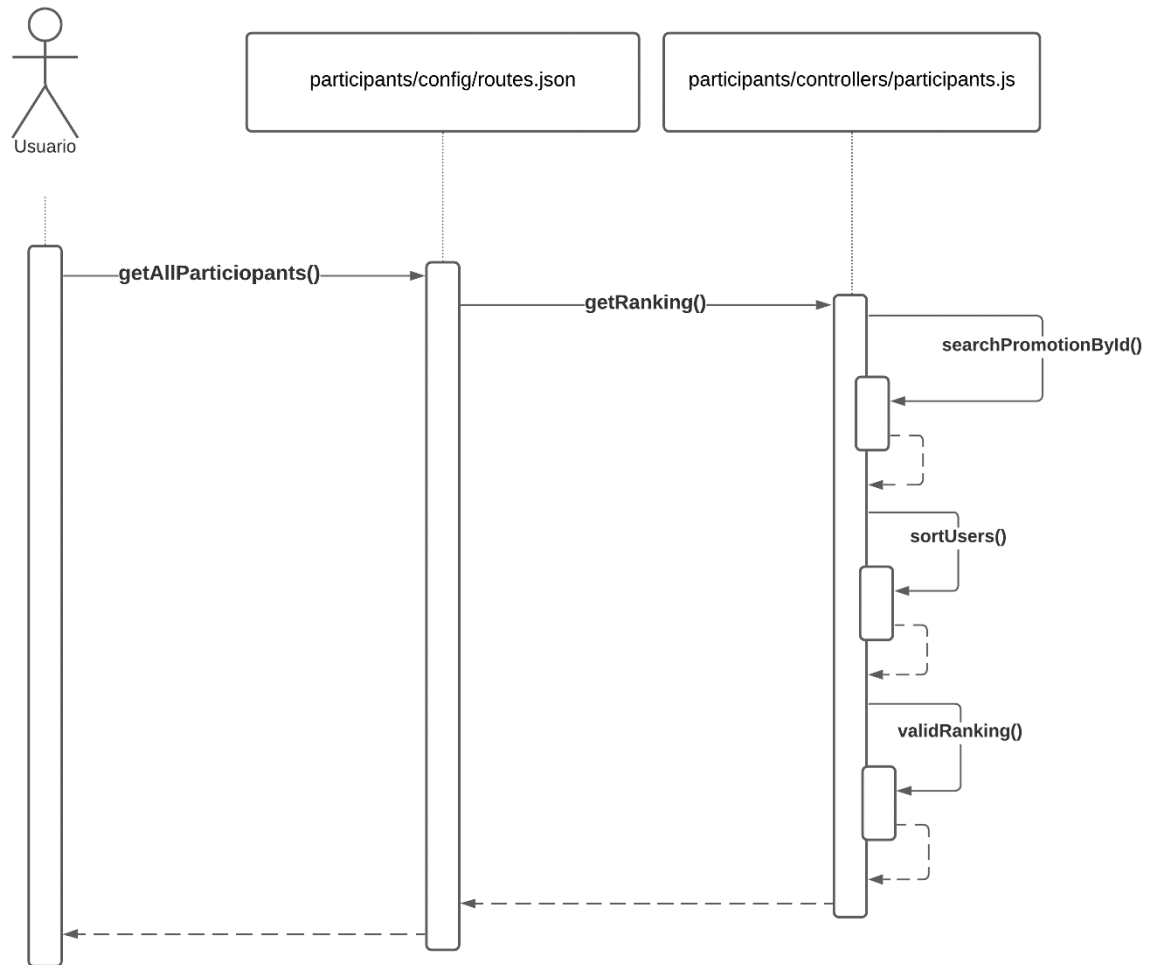 Usuario
participants/config/routes.json
participants/controllers/participants.js
getAllParticiopants()
getRanking()
searchPromotionById()
sortUsers()
validRanking()